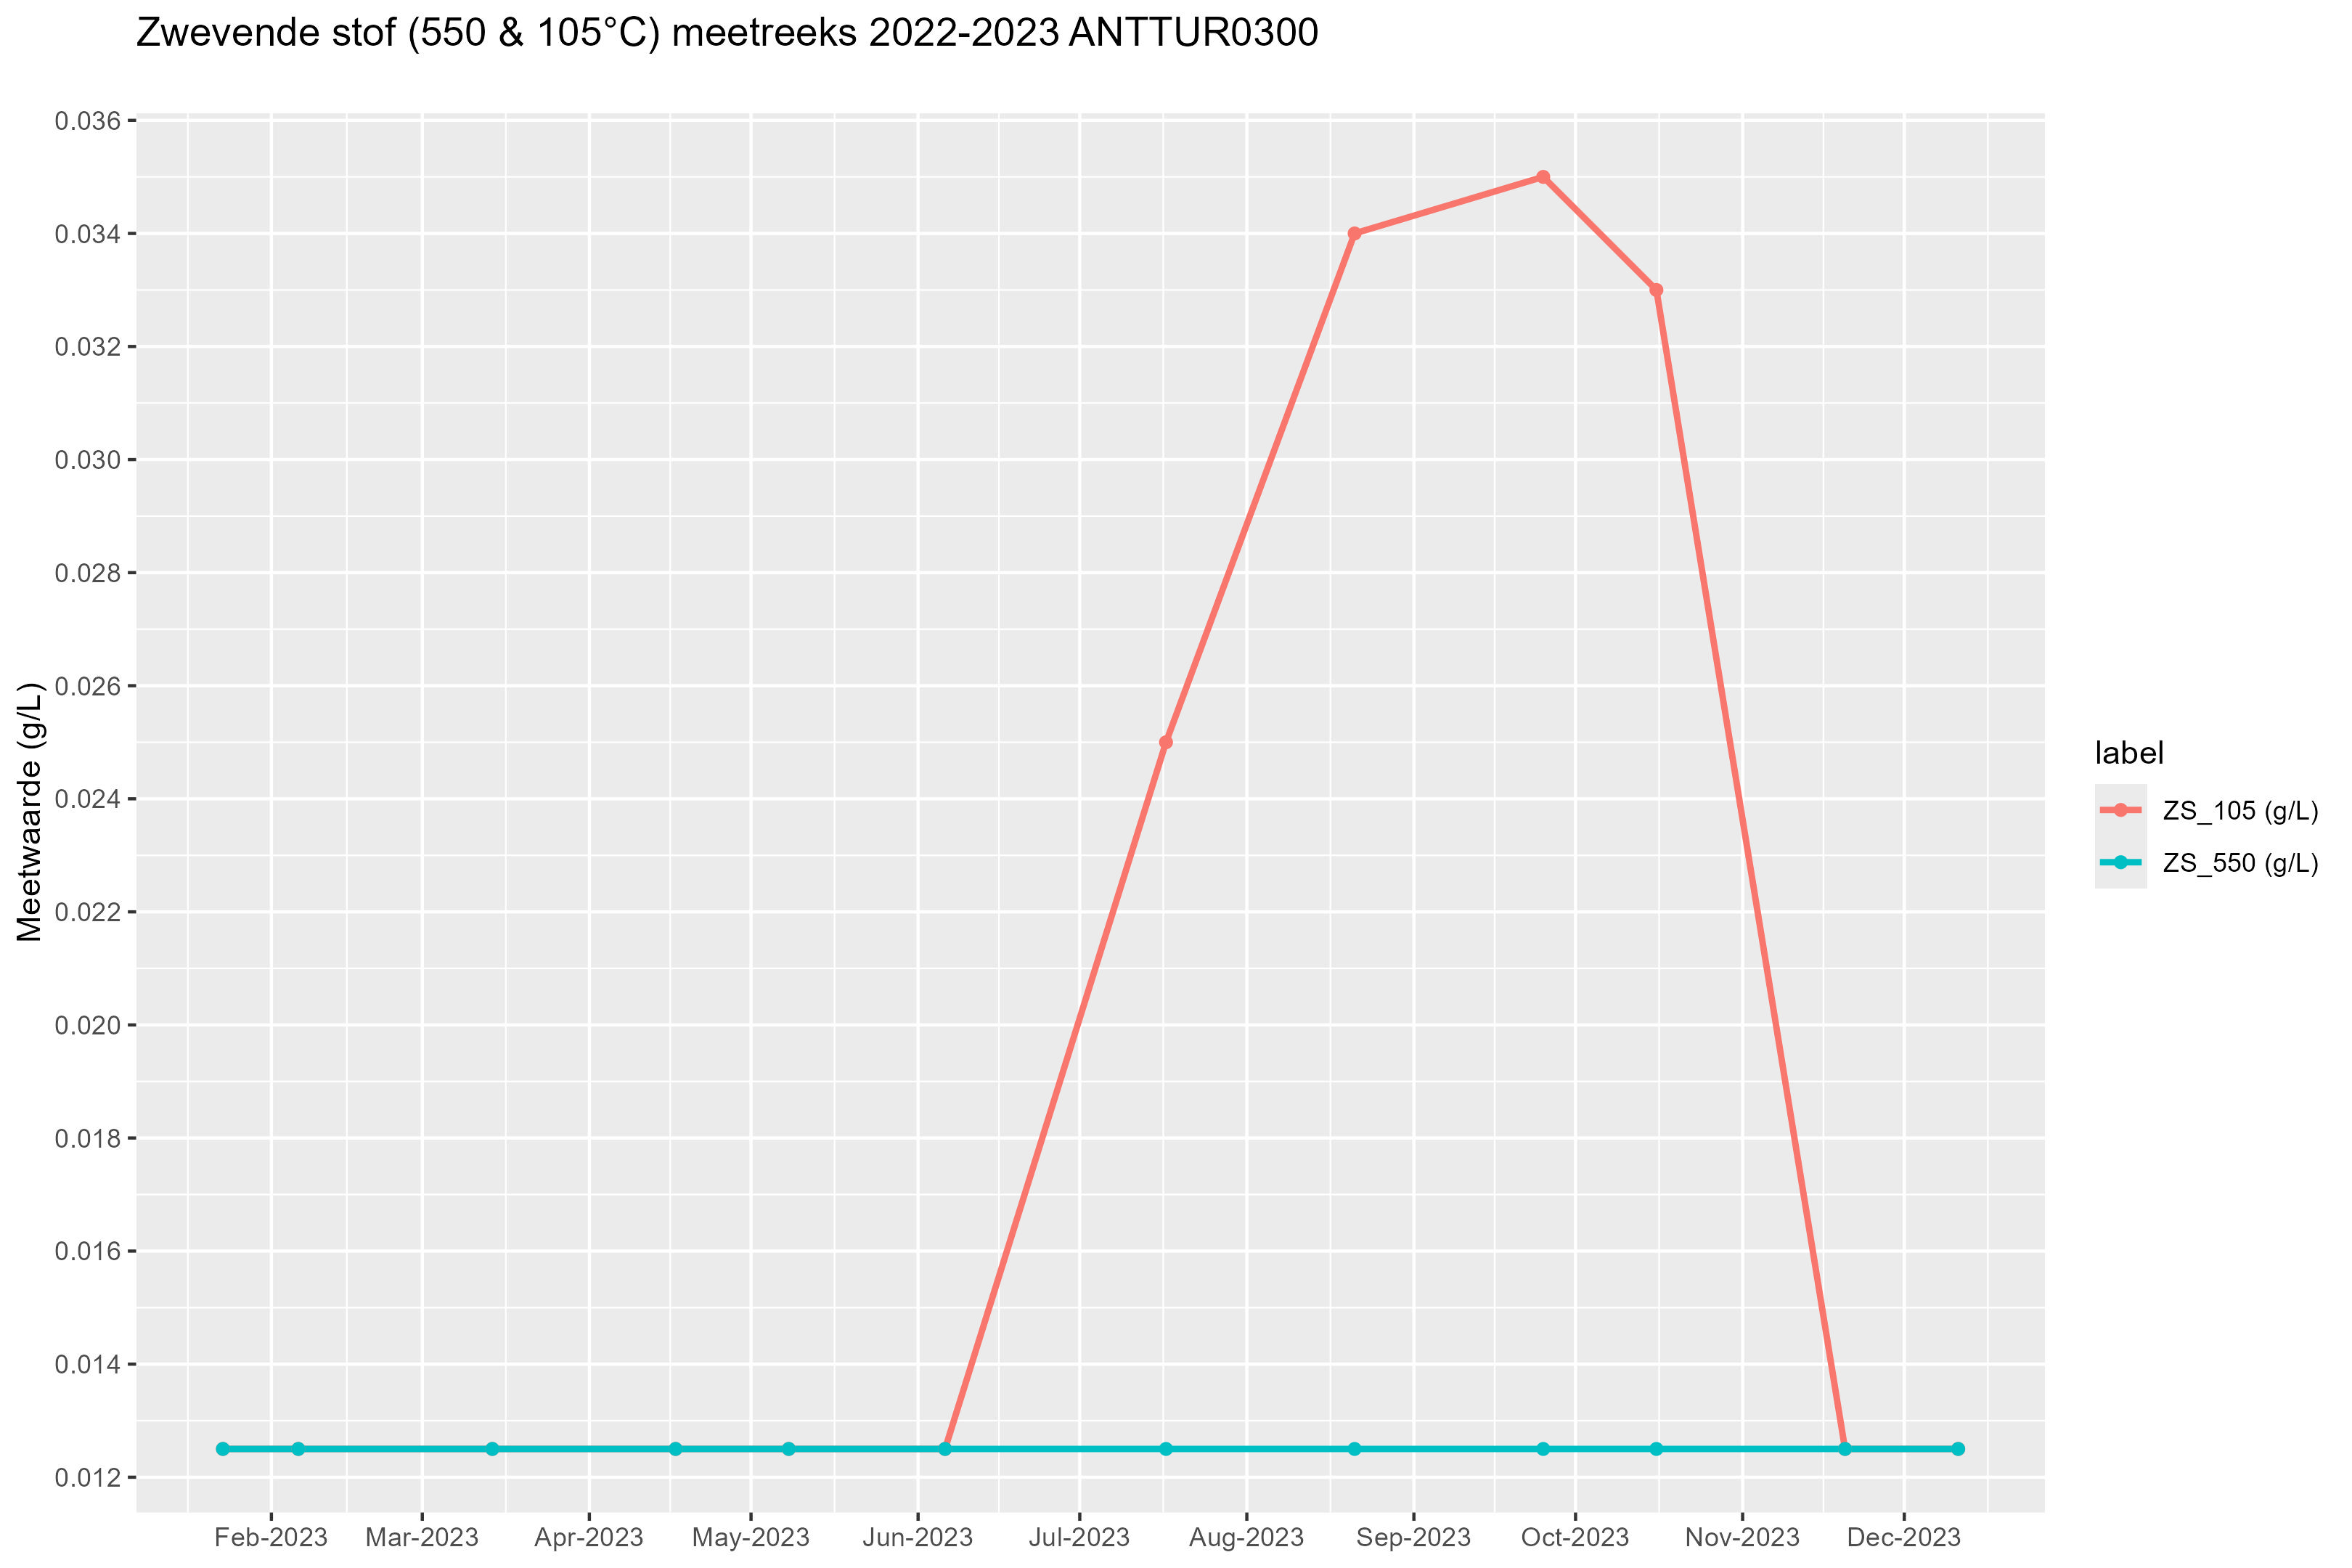 Zwevende stof (550 & 105°C) meetreeks 2022-2023 ANTTUR0300
Meetwaarde (g/L)
0.036
0.034
0.032
0.030
0.028
0.026
0.024
0.022
0.020
0.018
0.016
0.014
0.012
Feb-2023 Mar-2023 Apr-2023 May-2023 Jun-2023 Jul-2023 Aug-2023 Sep-2023 Oct-2023 Nov-2023 Dec-2023
label
ZS_105 (g/L)
ZS_550 (g/L)